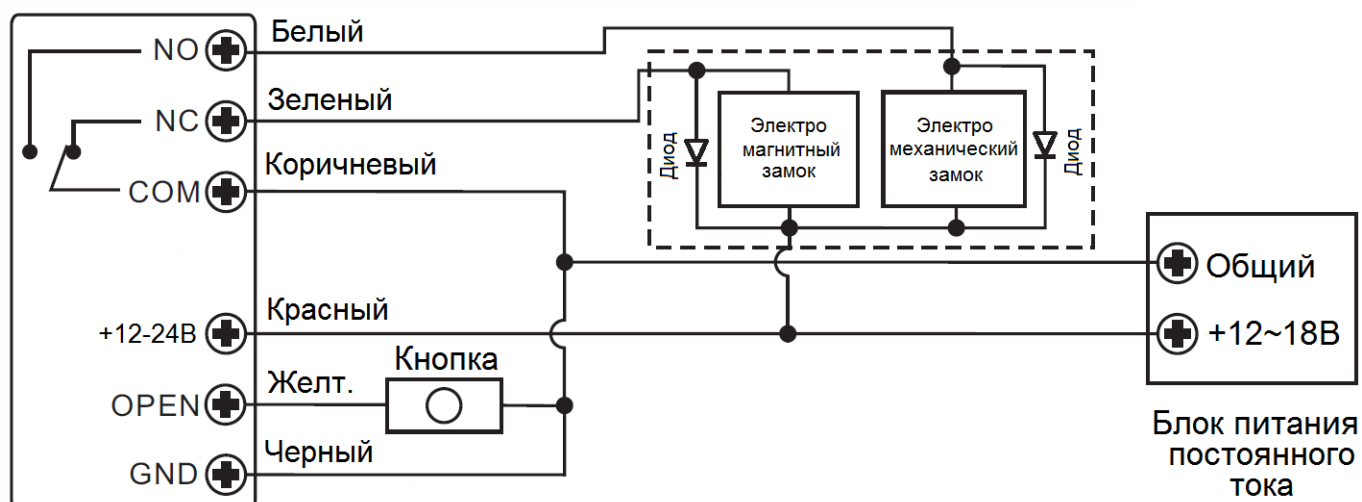 NO
Белый
NC
Зеленый
COM
Коричневый
Диод
Электро
магнитный
замок
Электро
механический
замок
Диод
Общий
+12-24В
Красный
+12~18В
OPEN
Желт.
Кнопка
GND
Черный
Блок питания
постоянного
тока